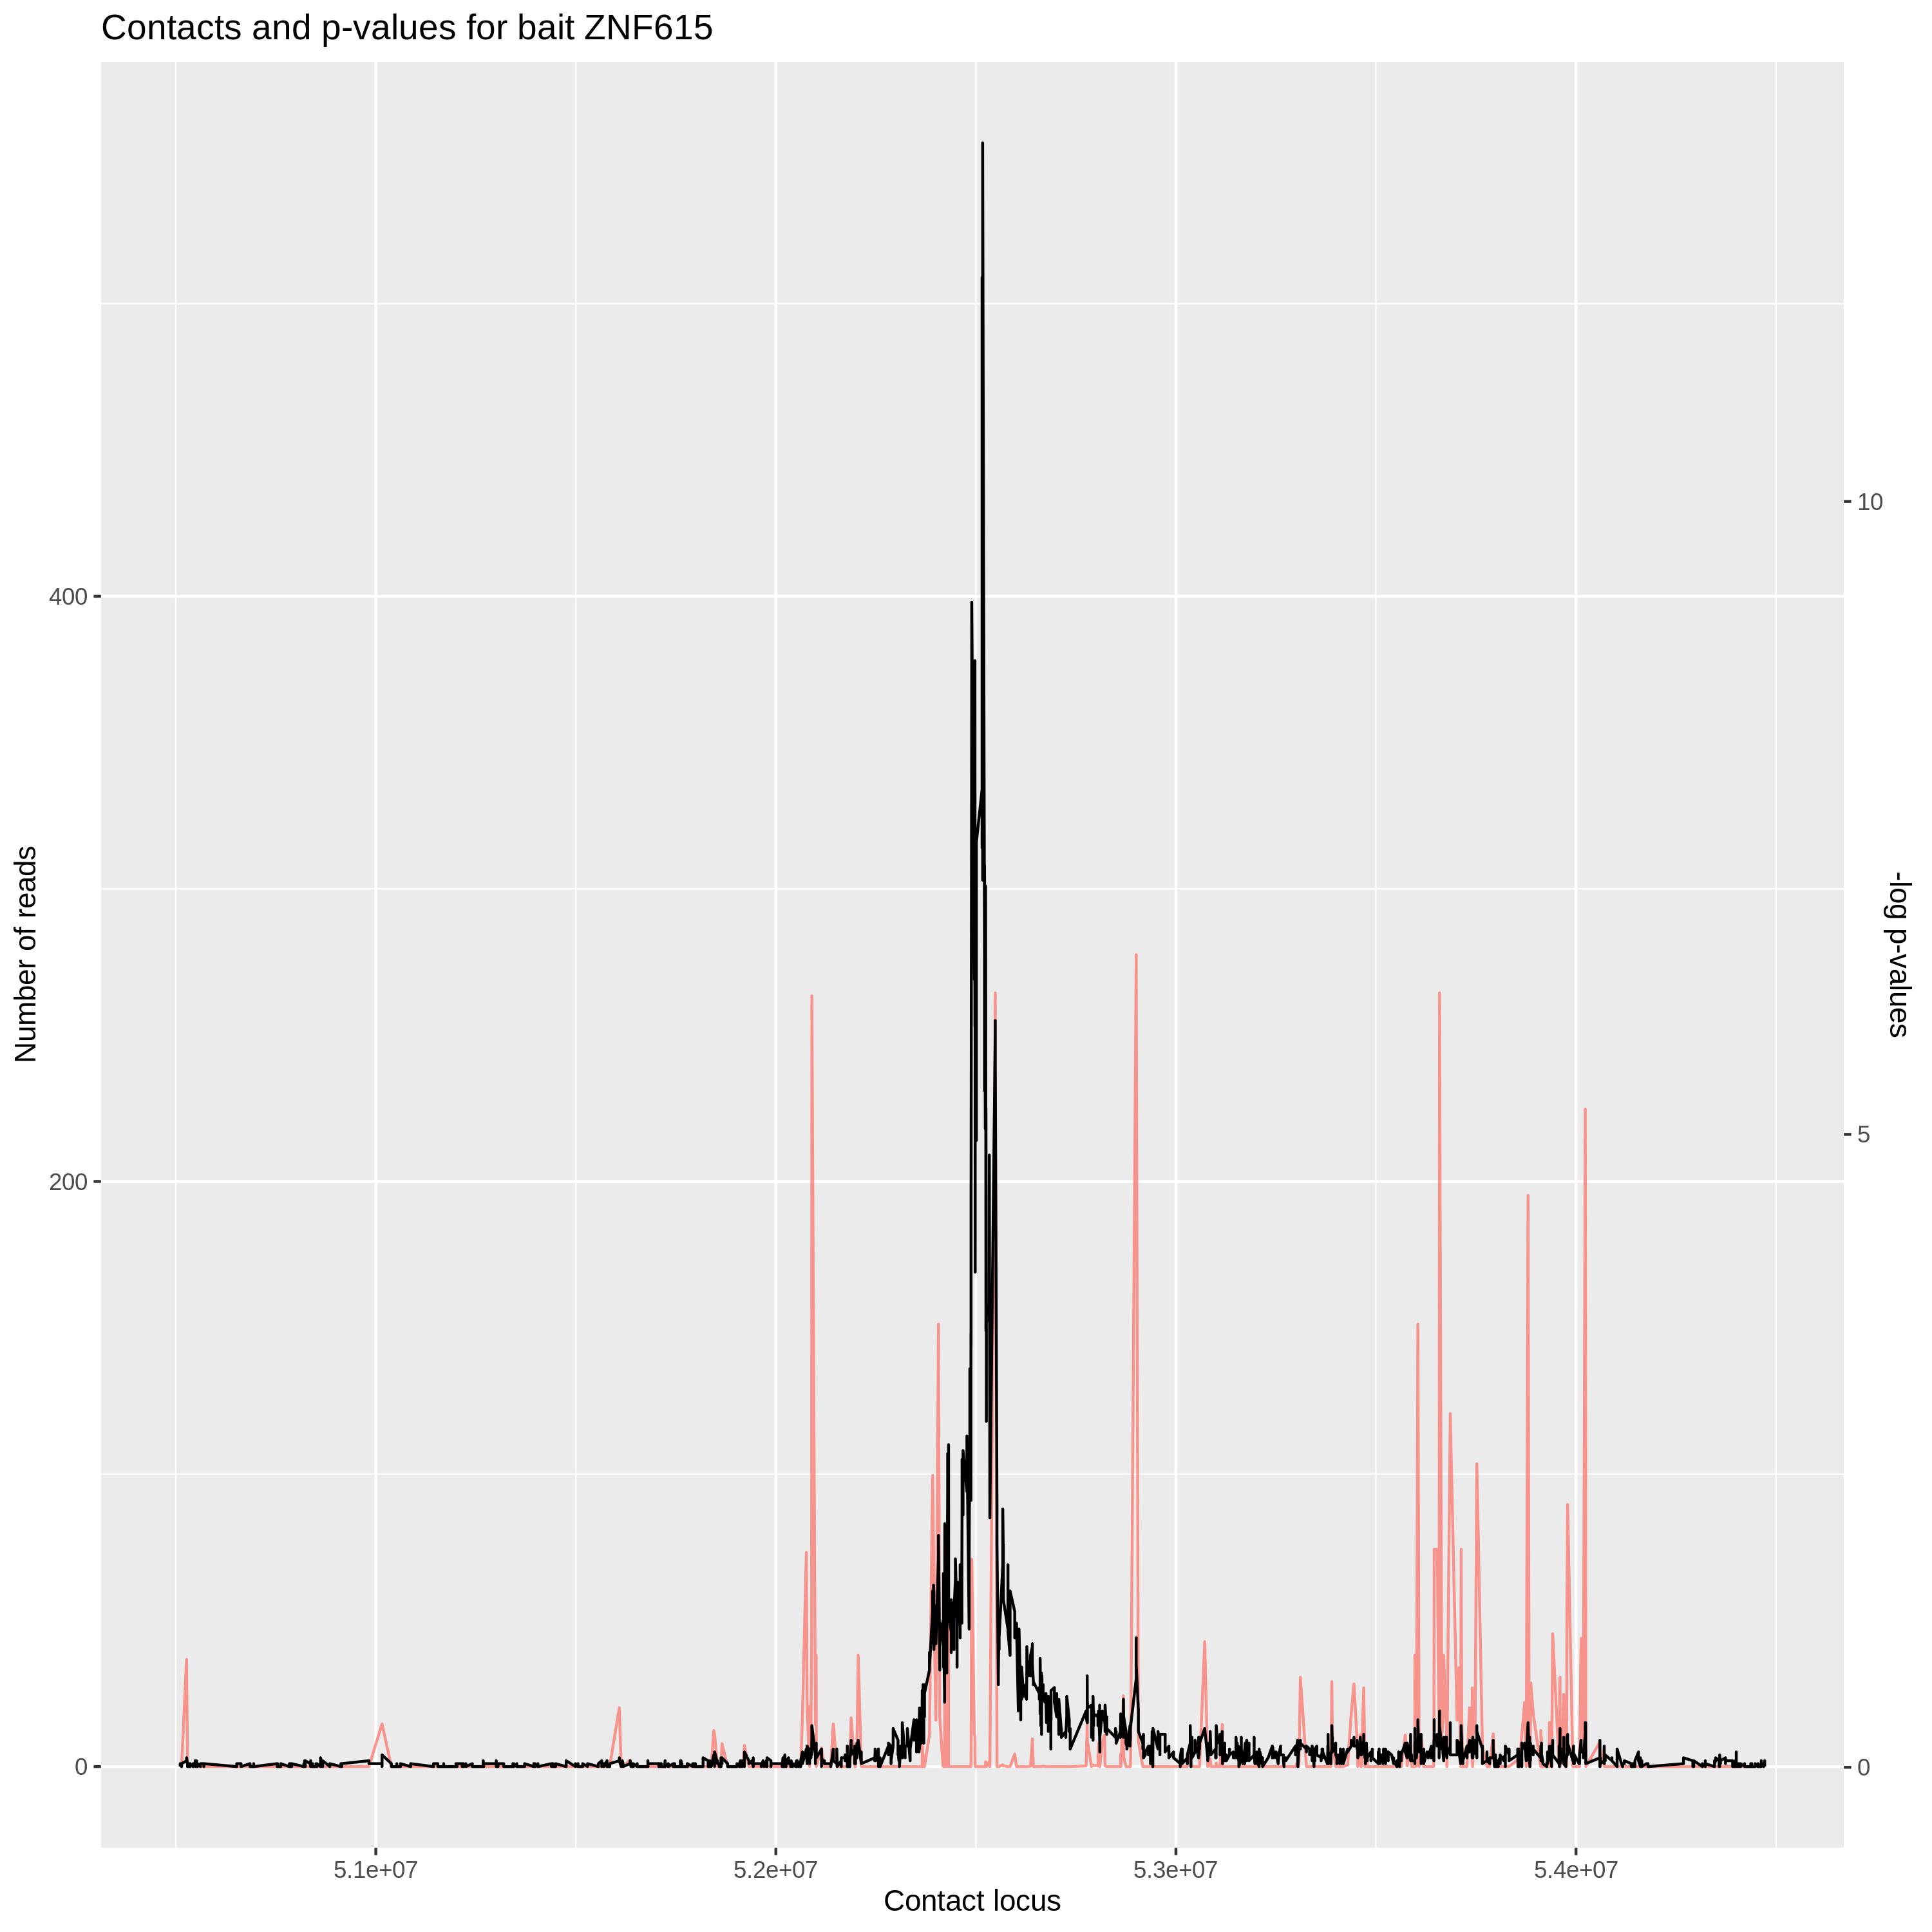 Contacts and p-values for bait ZNF615
Number of reads
400
200
0
10
5
0
-log p-values
5.1e+07
5.2e+07
5.3e+07
5.4e+07
Contact locus